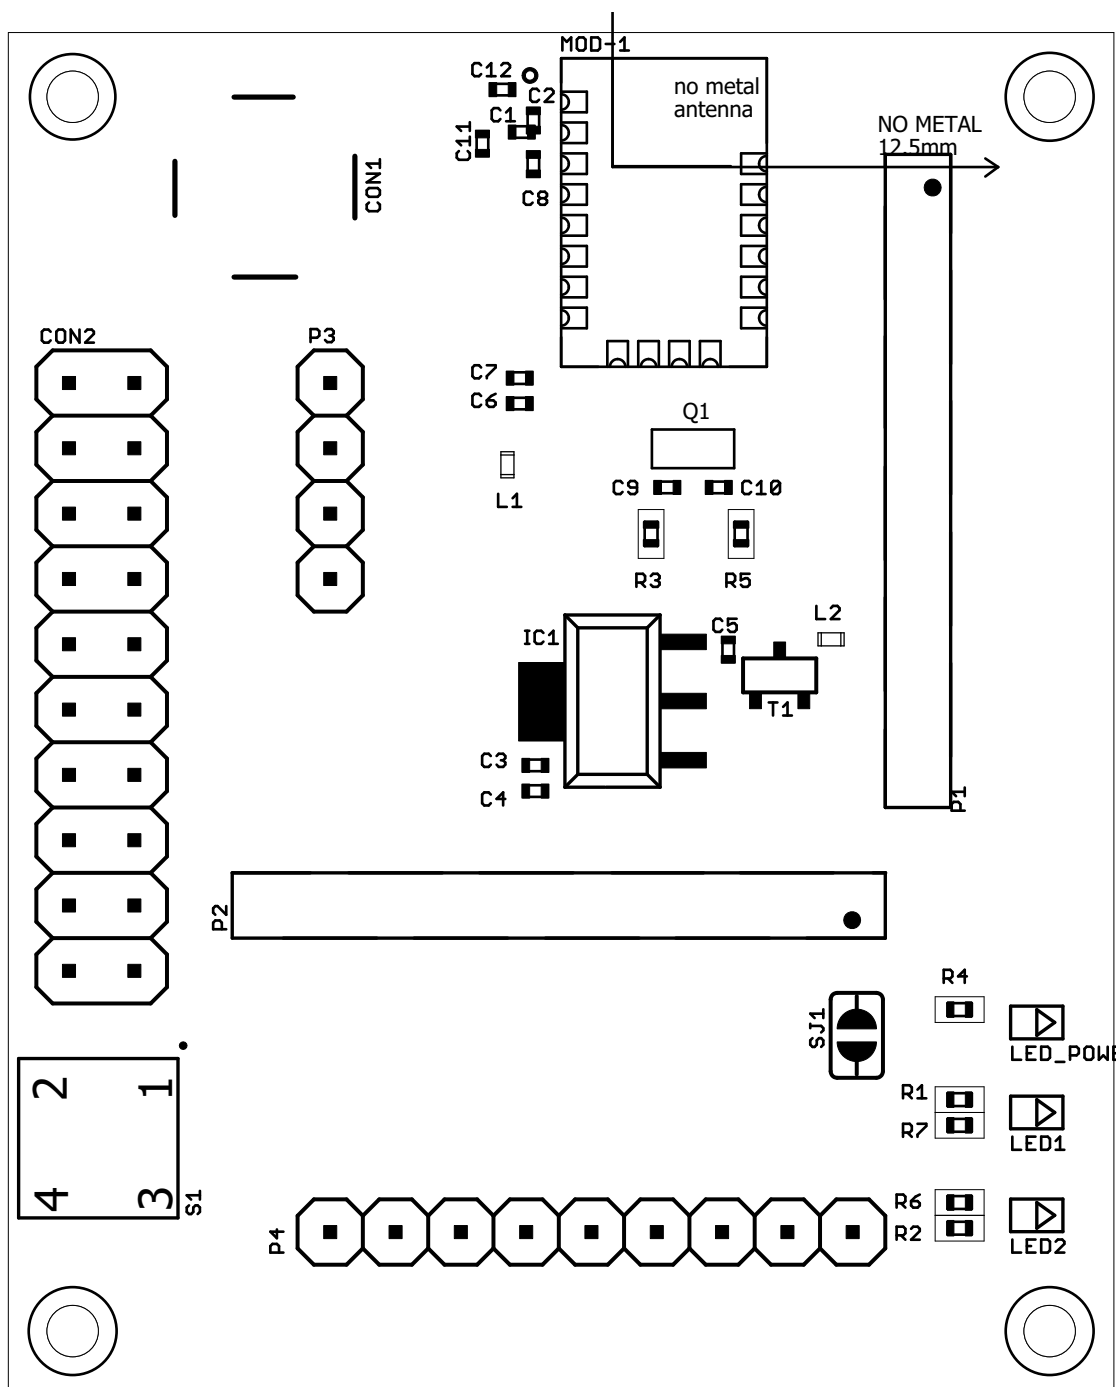 MOD-1
C12
no metal
antenna
C2
C1
C11
NO METAL
12.5mm
CON1
C8
CON2
P3
C7
C6
Q1
L1
C9
C10
R3
R5
L2
C5
IC1
T1
C3
C4
P1
P2
R4
SJ1
LED_POWE
2
1
R1
R7
LED1
4
3
S1
R6
R2
P4
LED2